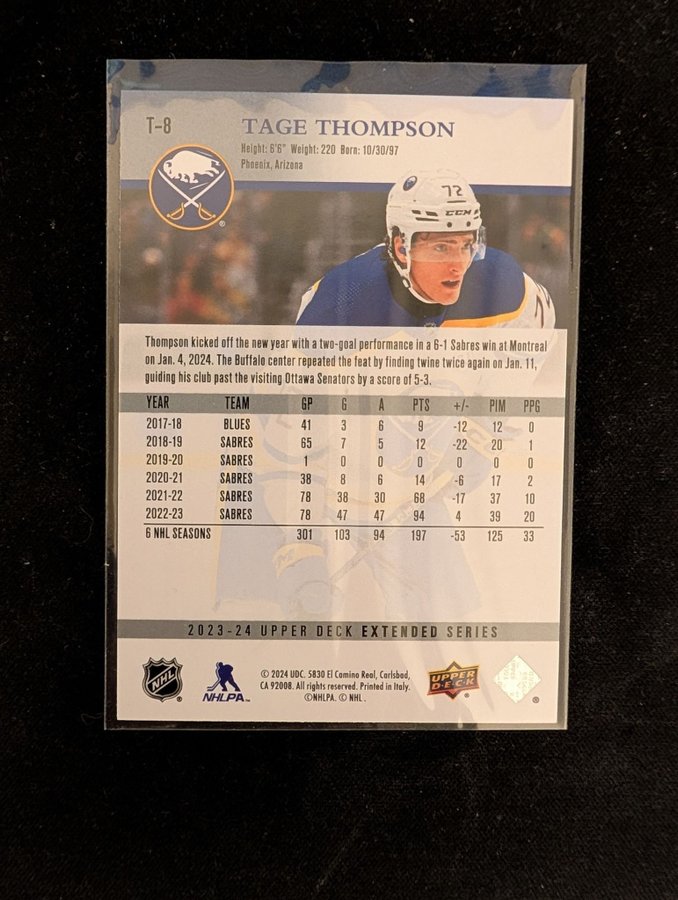 T-8
TAGE THOMPSON
Height: 6'6" Weight: 220 Born: 10/30/97
Phoenix, Arizona
72
CCM
72
Thompson kicked off the new year with a two-goal performance in a 6-1 Sabres win at Montreal
on Jan. 4, 2024. The Buffalo center repeated the feat by finding twine twice again on Jan. 11,
guiding his club past the visiting Ottawa Senators by a score of 5-3.
YEAR TEAM GP G A PTS +/- PIM PPG
2017-18 BLUES 41 3 6 9 -12 12 0
2018-19 SABRES 65 7 5 12 -22 20 1
2019-20 SABRES 1 0 0 0 0 0 0
2020-21 SABRES 38 8 6 14 -6 17 2
2021-22 SABRES 78 38 30 68 -17 37 10
2022-23 SABRES 78 47 47 94 4 39 20
6 NHL SEASONS 301 103 94 197 -53 125 33
2023-24 UPPER DECK EXTENDED SERIES
NHL
NHLPA™
© 2024 UDC. 5830 El Camino Real, Carlsbad,
CA 92008. All rights reserved. Printed in Italy.
©NHLPA. © NHL.
UPPER
DECK